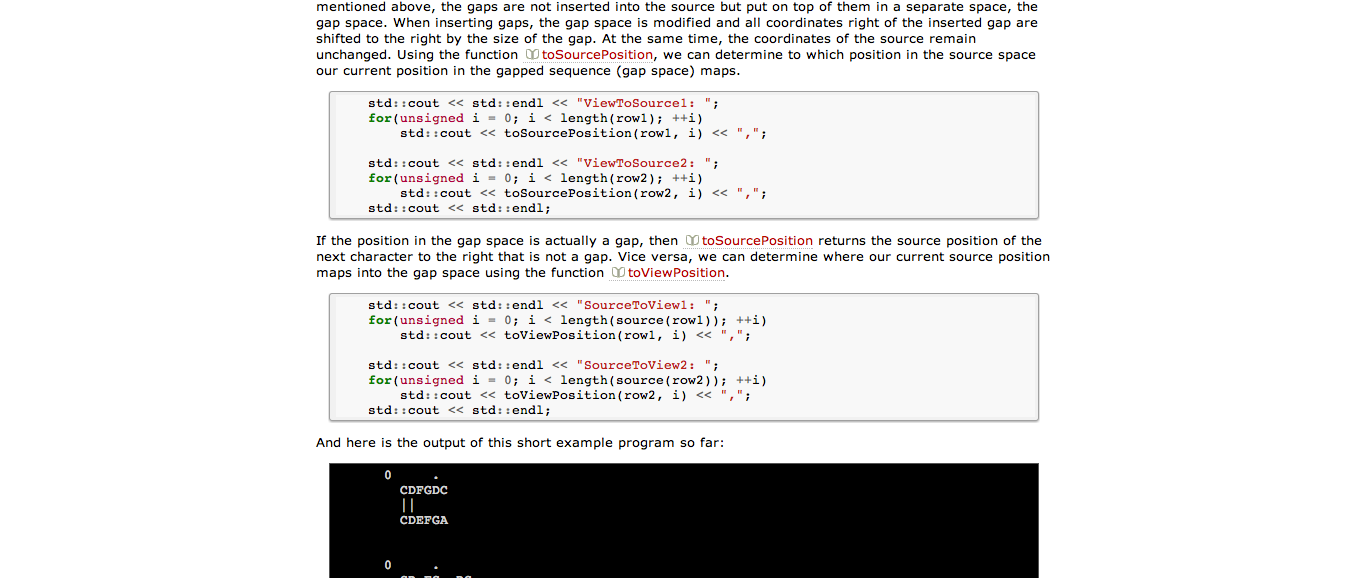 mentioned above, the gaps are not inserted into the source but put on top of them in a separate space, the
gap space. When inserting gaps, the gap space is modified and all coordinates right of the inserted gap are
shifted to the right by the size of the gap. At the same time, the coordinates of the source remain
unchanged. Using the function toSourcePosition, we can determine to which position in the source space
our current position in the gapped sequence (gap space) maps.
std::cout << std::endl << "ViewToSource1: ";
for(unsigned i = 0; i < length(row1); ++i)
    std::cout << toSourcePosition(row1, i) << ",";
std::cout << std::endl << "ViewToSource2: ";
for(unsigned i = 0; i < length(row2); ++i)
    std::cout << toSourcePosition(row2, i) << ",";
std::cout << std::endl;
If the position in the gap space is actually a gap, then toSourcePosition returns the source position of the
next character to the right that is not a gap. Vice versa, we can determine where our current source position
maps into the gap space using the function toViewPosition.
std::cout << std::endl << "SourceToView1: ";
for(unsigned i = 0; i < length(source(row1)); ++i)
    std::cout << toViewPosition(row1, i) << ",";
std::cout << std::endl << "SourceToView2: ";
for(unsigned i = 0; i < length(source(row2)); ++i)
    std::cout << toViewPosition(row2, i) << ",";
std::cout << std::endl;
And here is the output of this short example program so far:
0     .
CDFGDC
||
CDEFGA
0     .